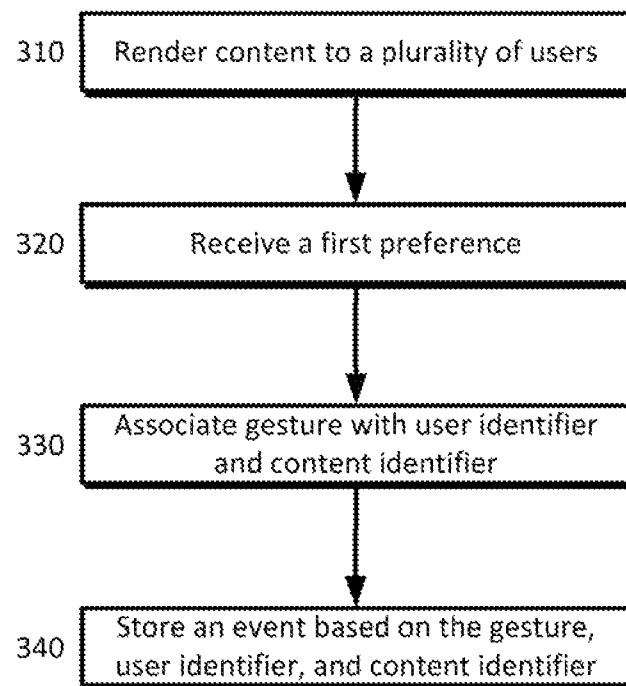 310 Render content to a plurality of users
320 Receive a first preference
330 Associate gesture with user identifier
and content identifier
340 Store an event based on the gesture,
user identifier, and content identifier